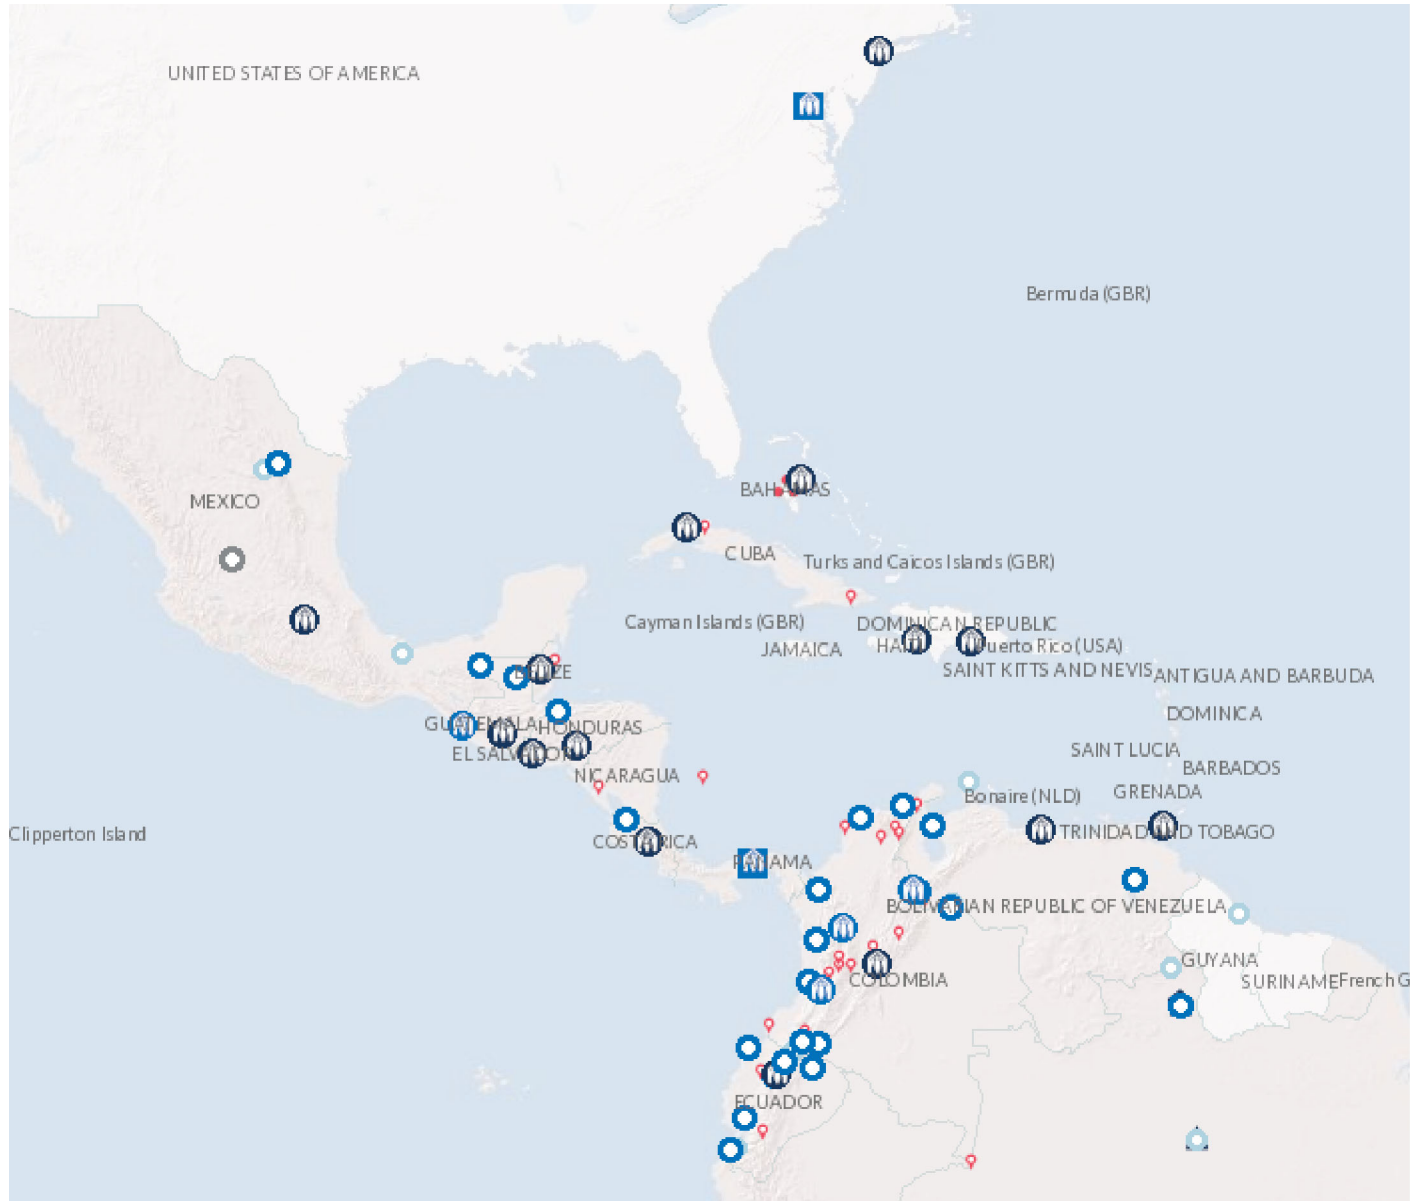 UNITED STATES OF AMERICA
Bermuda (GBR)
BAHAMAS
MEXICO
CUBA
Turks and Caicos Islands (GBR)
Cayman Islands (GBR)
DOMINICAN REPUBLIC
JAMAICA
HAITI
Puerto Rico (USA)
SAINT KITTS AND NEVIS
ANTIGUA AND BARBUDA
BELIZE
DOMINICA
GUATEMALA
HONDURAS
EL SALVADOR
SAINT LUCIA
BARBADOS
NICARAGUA
GRENADA
Bonaire (NLD)
Clipperton Island
TRINIDAD AND TOBAGO
COSTA RICA
PANAMA
BOLIVARIAN REPUBLIC OF VENEZUELA
GUYANA
COLOMBIA
SURINAME
French G
ECUADOR